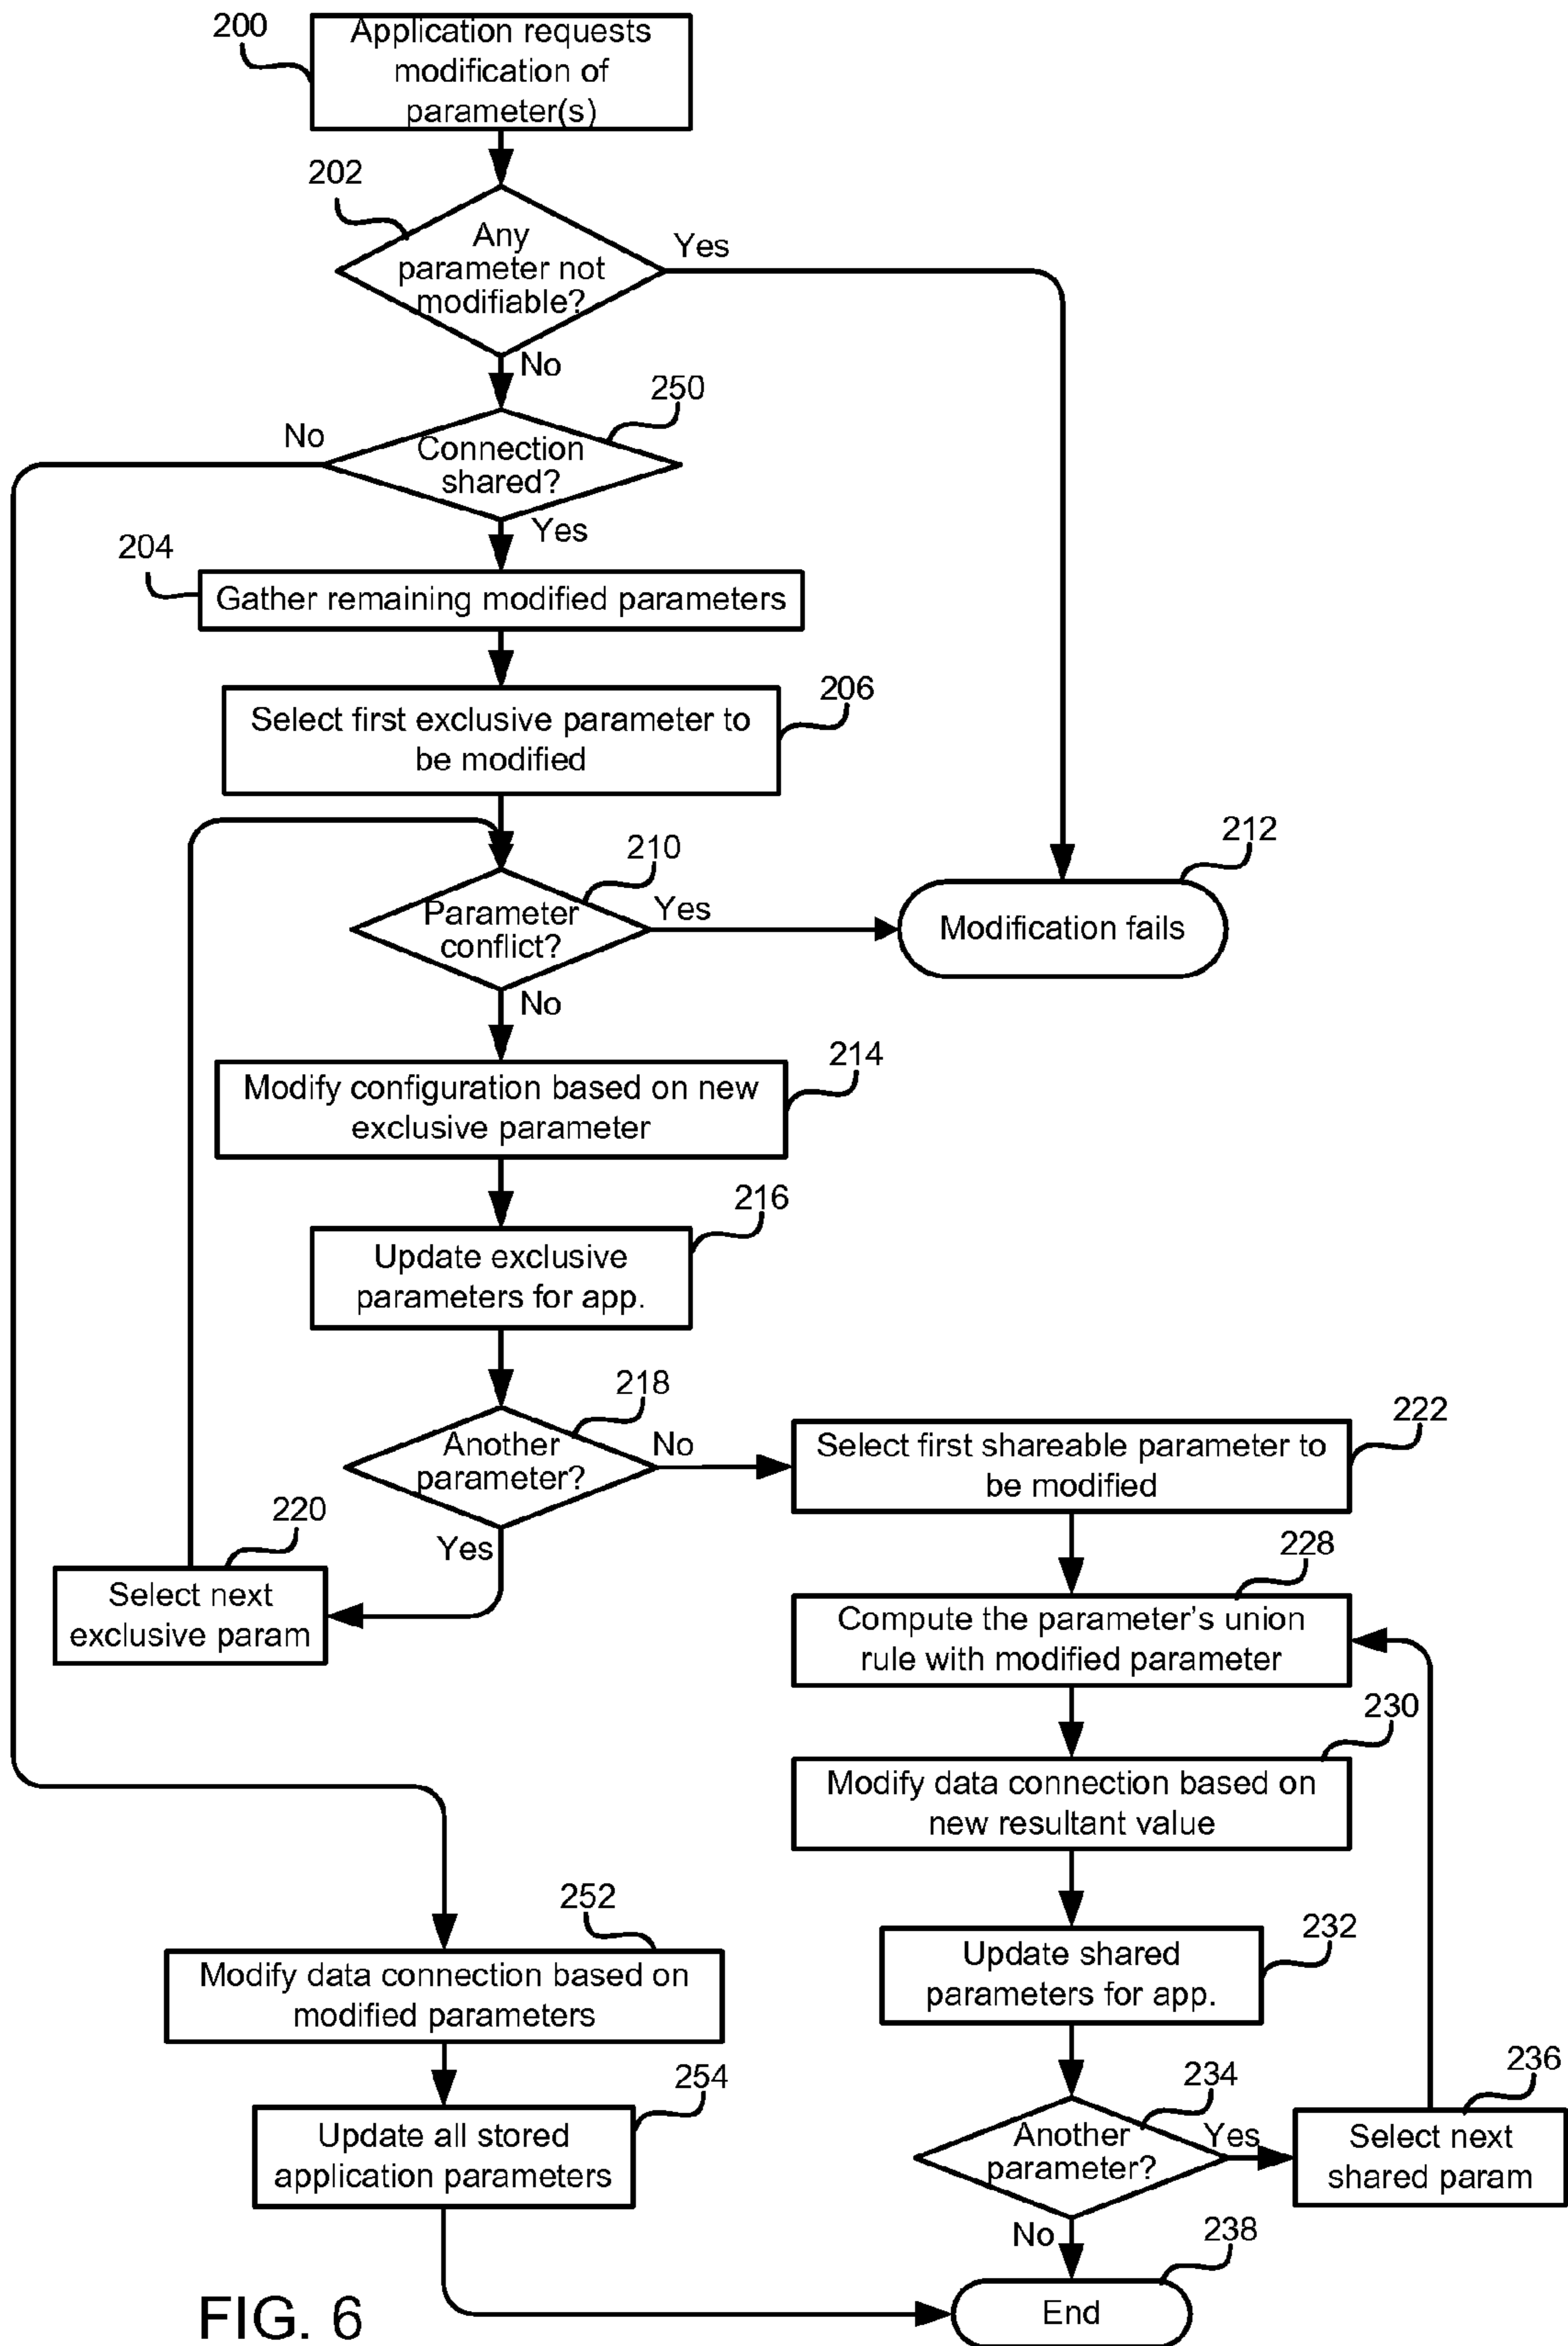 200
Application requests
modification of
parameter(s)
202
Any
parameter not
modifiable?
Yes
No
250
Connection
shared?
No
Yes
204
Gather remaining modified parameters
206
Select first exclusive parameter to
be modified
210
Parameter
conflict?
Yes
212
Modification fails
No
214
Modify configuration based on new
exclusive parameter
216
Update exclusive
parameters for app.
218
Another
parameter?
No
222
Select first shareable parameter to
be modified
Yes
220
Select next
exclusive param
228
Compute the parameter's union
rule with modified parameter
230
Modify data connection based on
new resultant value
252
Modify data connection based on
modified parameters
232
Update shared
parameters for app.
254
Update all stored
application parameters
234
Another
parameter?
Yes
236
Select next
shared param
No
238
End
FIG. 6